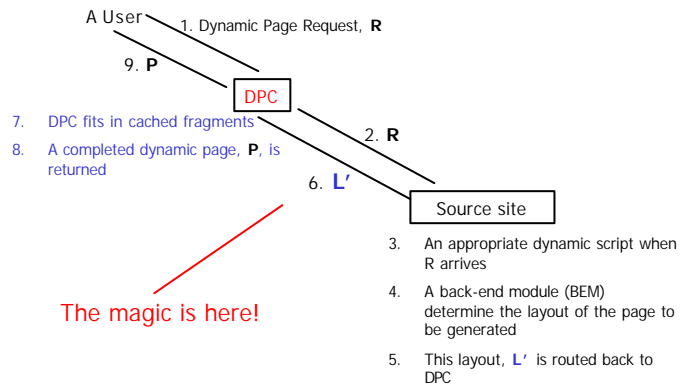 A User
1. Dynamic Page Request, R
9. P
DPC
7. DPC fits in cached fragments
8. A completed dynamic page, P, is
returned
2. R
6. L′
Source site
3. An appropriate dynamic script when
R arrives
4. A back-end module (BEM)
determine the layout of the page to
be generated
5. This layout, L′ is routed back to
DPC
The magic is here!